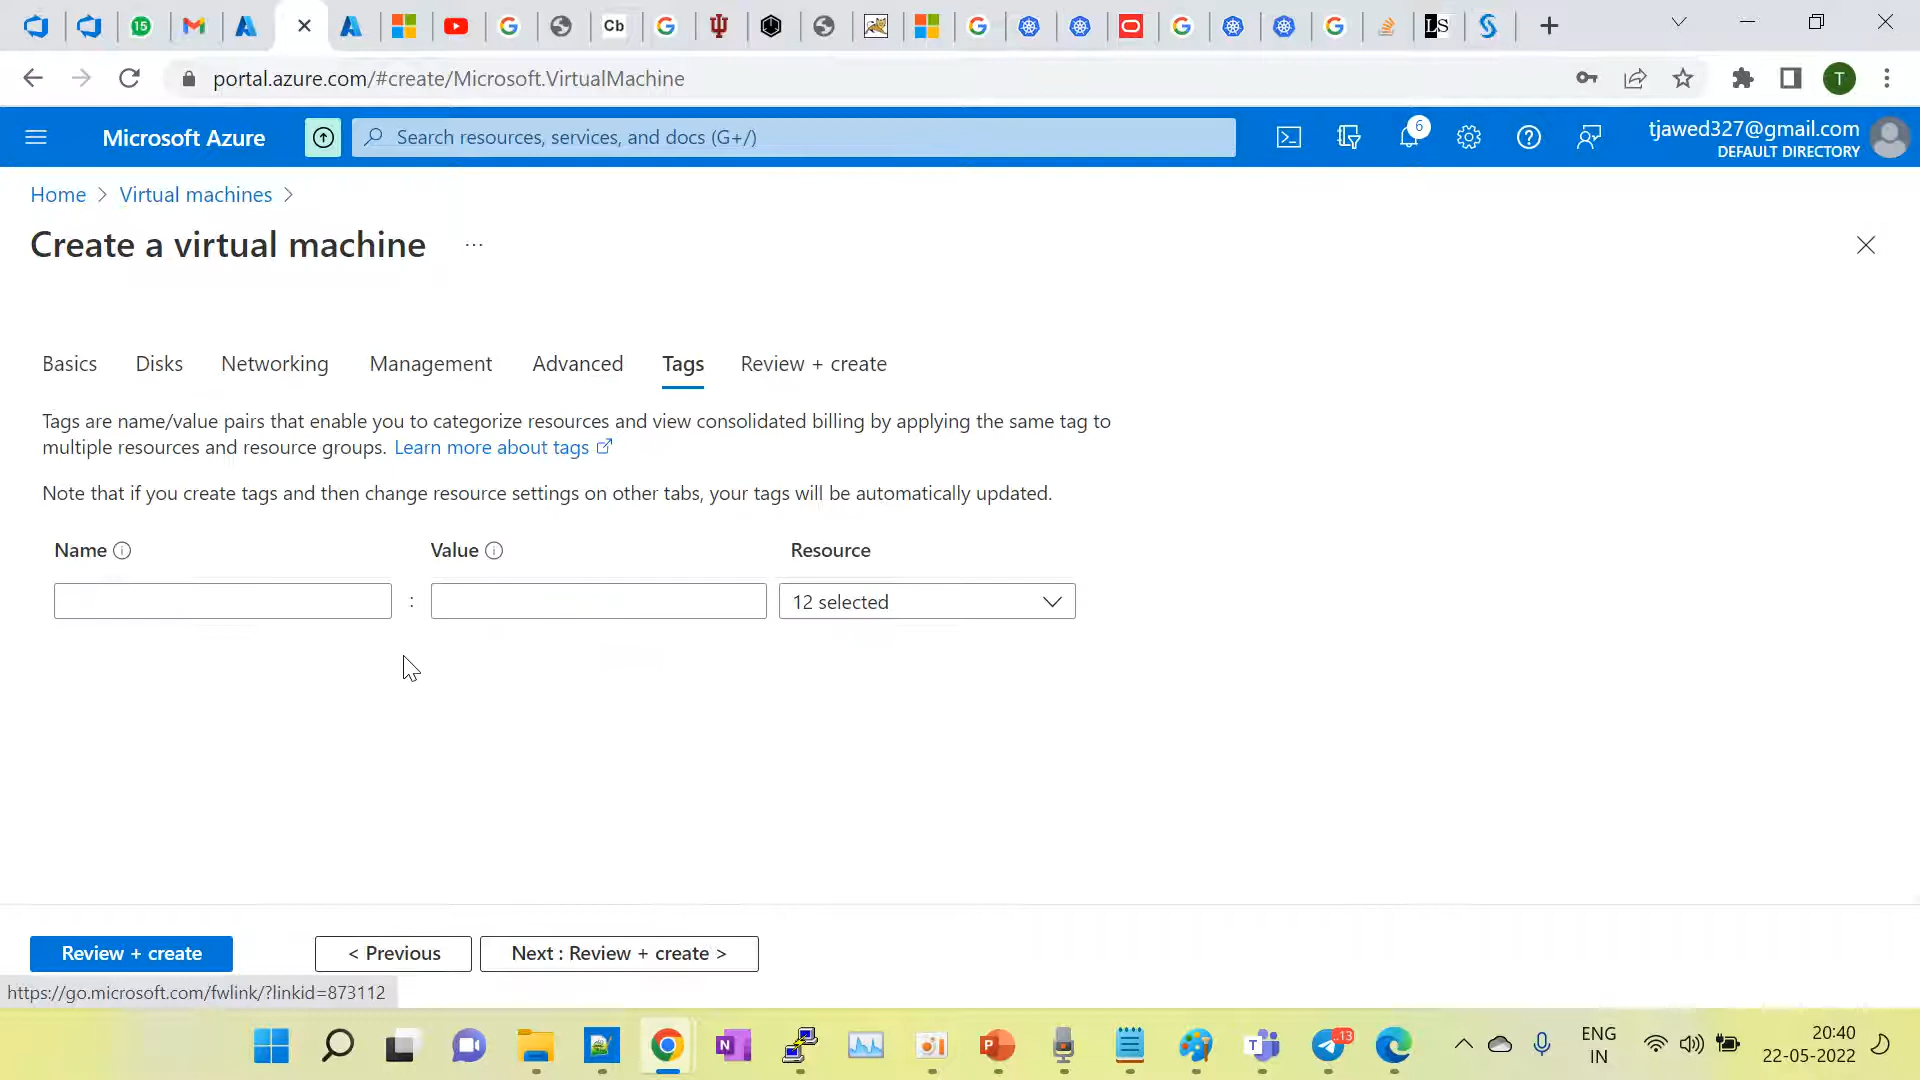 15
Cb
LS
portal.azure.com/#create/Microsoft.VirtualMachine
T
Microsoft Azure
Search resources, services, and docs (G+/)
6
tjawed327@gmail.com
DEFAULT DIRECTORY
Home > Virtual machines >
Create a virtual machine ...
Basics Disks Networking Management Advanced Tags Review + create
Tags are name/value pairs that enable you to categorize resources and view consolidated billing by applying the same tag to
multiple resources and resource groups. Learn more about tags
Note that if you create tags and then change resource settings on other tabs, your tags will be automatically updated.
Name Value Resource
: 12 selected
Review + create < Previous Next : Review + create >
https://go.microsoft.com/fwlink/?linkid=873112
13
ENG
IN
20:40
22-05-2022